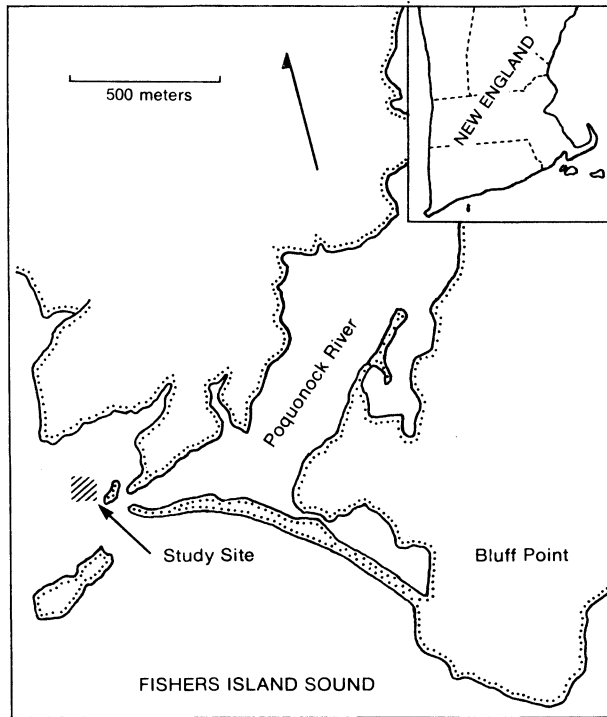 500 meters
NEW ENGLAND
Poquonock River
Study Site
Bluff Point
FISHERS ISLAND SOUND